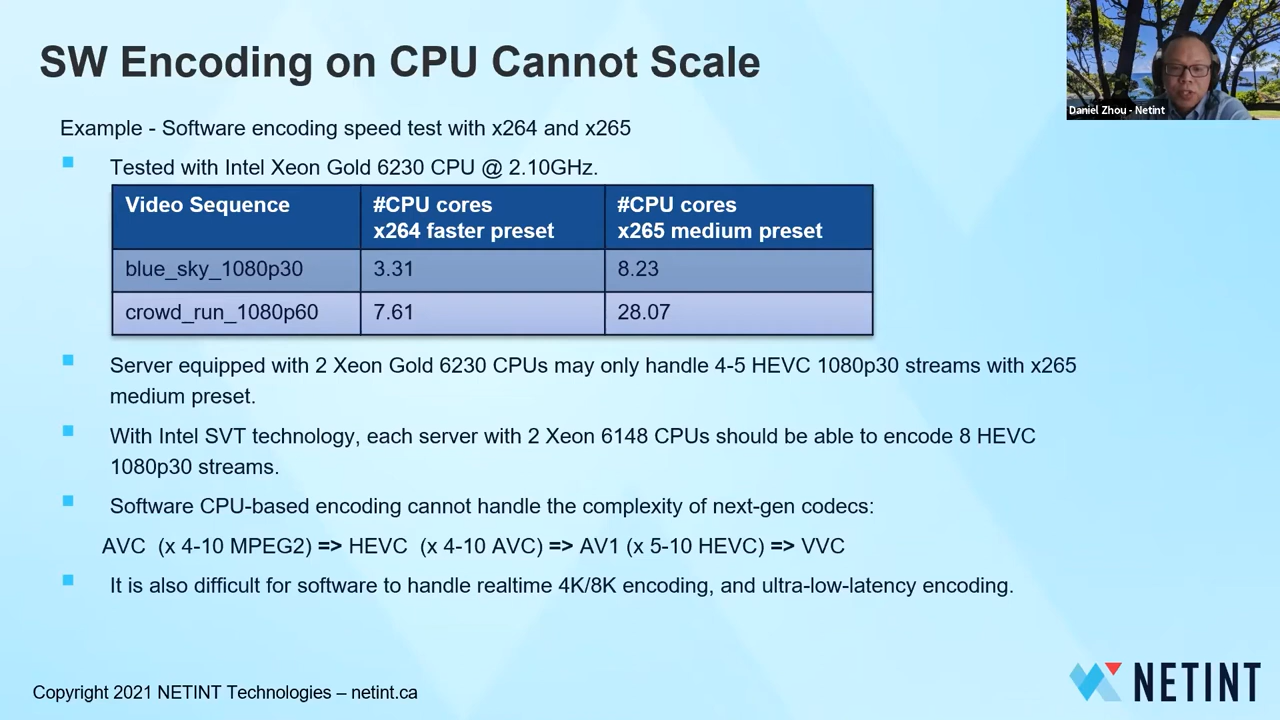 SW Encoding on CPU Cannot Scale
Daniel Zhou - Netint
Example - Software encoding speed test with x264 and x265
Tested with Intel Xeon Gold 6230 CPU @ 2.10GHz.
Video Sequence #CPU cores x264 faster preset #CPU cores x265 medium preset
blue_sky_1080p30 3.31 8.23
crowd_run_1080p60 7.61 28.07
Server equipped with 2 Xeon Gold 6230 CPUs may only handle 4-5 HEVC 1080p30 streams with x265
medium preset.
With Intel SVT technology, each server with 2 Xeon 6148 CPUs should be able to encode 8 HEVC
1080p30 streams.
Software CPU-based encoding cannot handle the complexity of next-gen codecs:
AVC (x 4-10 MPEG2) => HEVC (x 4-10 AVC) => AV1 (x 5-10 HEVC) => VVC
It is also difficult for software to handle realtime 4K/8K encoding, and ultra-low-latency encoding.
Copyright 2021 NETINT Technologies – netint.ca
NETINT